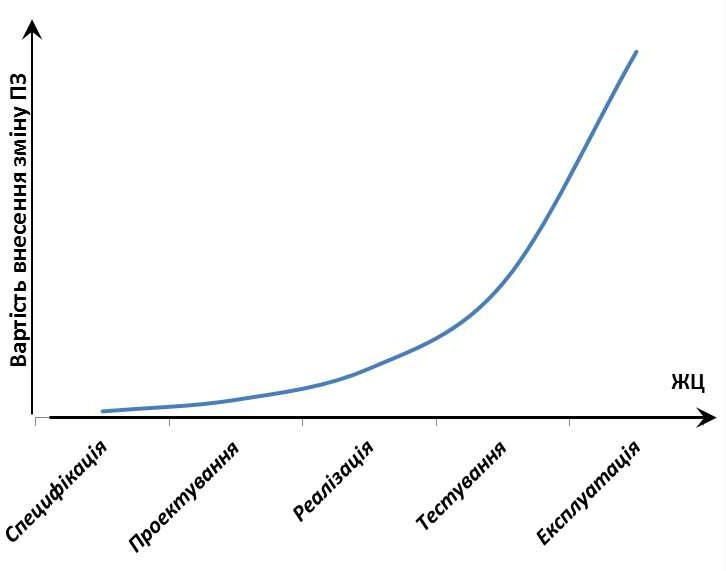 Вартість внесення зміну ПЗ
ЖЦ
Специфікація
Проектування
Реалізація
Тестування
Експлуатація